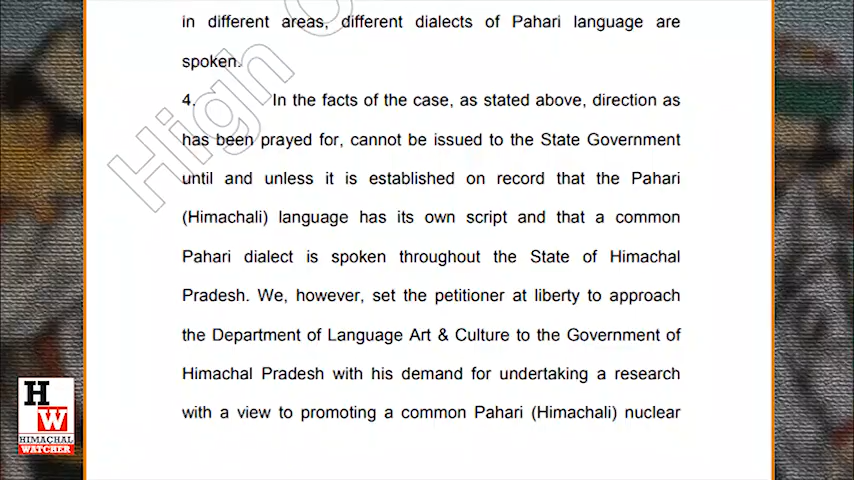 in different areas, different dialects of Pahari language are
spoken.
4. In the facts of the case, as stated above, direction as
has been prayed for, cannot be issued to the State Government
until and unless it is established on record that the Pahari
(Himachali) language has its own script and that a common
Pahari dialect is spoken throughout the State of Himachal
Pradesh. We, however, set the petitioner at liberty to approach
the Department of Language Art & Culture to the Government of
Himachal Pradesh with his demand for undertaking a research
with a view to promoting a common Pahari (Himachali) nuclear
High
H
W
HIMACHAL
WATCHER